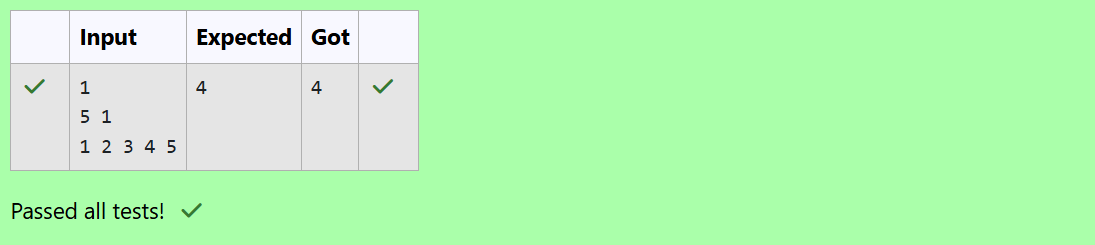 Input Expected Got
1 4 4
5 1
1 2 3 4 5
Passed all tests!